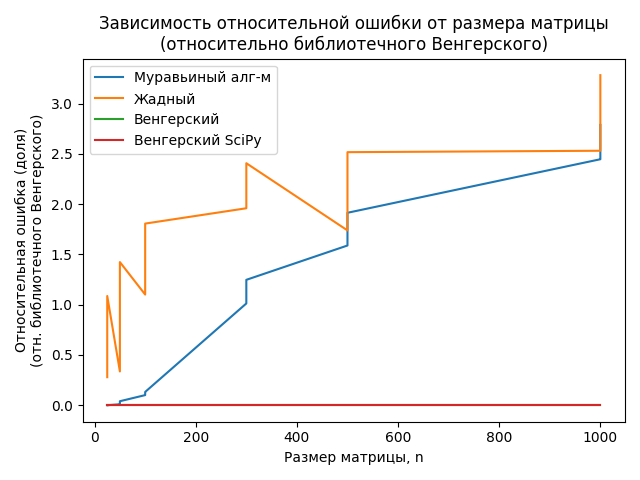 Зависимость относительной ошибки от размера матрицы
(относительно библиотечного Венгерского)
Относительная ошибка (доля)
(отн. библиотечного Венгерского)
Муравьиный алг-м
Жадный
Венгерский
Венгерский SciPy
3.0
2.5
2.0
1.5
1.0
0.5
0.0
0
200
400
600
800
1000
Размер матрицы, n